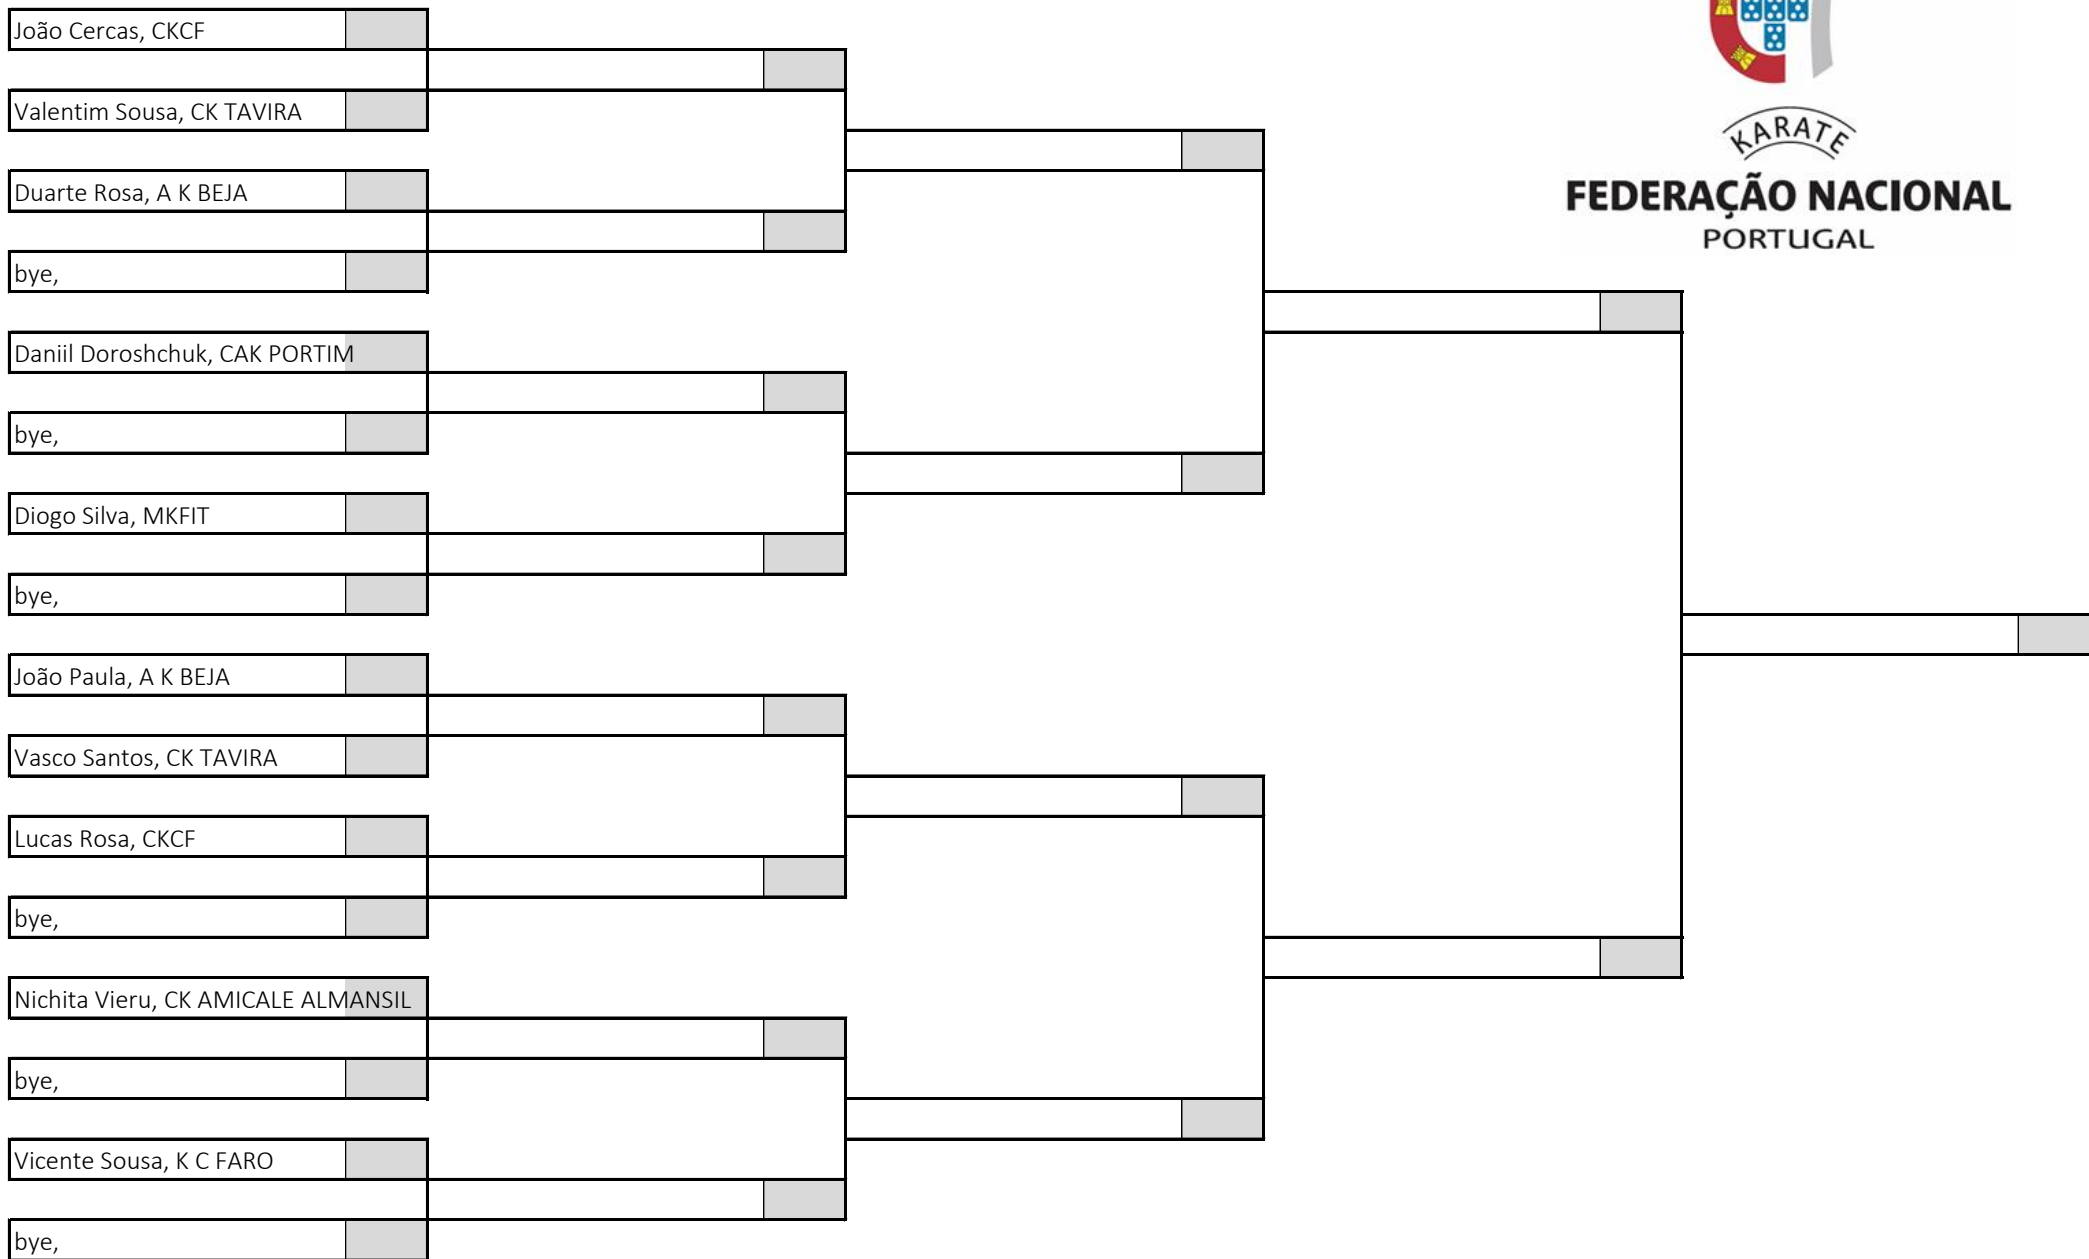 João Cercas, CKCF
Valentim Sousa, CK TAVIRA
Duarte Rosa, A K BEJA
bye,
Daniil Doroshchuk, CAK PORTIM
bye,
Diogo Silva, MKFIT
bye,
João Paula, A K BEJA
Vasco Santos, CK TAVIRA
Lucas Rosa, CKCF
bye,
Nichita Vieru, CK AMICALE ALMANSIL
bye,
Vicente Sousa, K C FARO
bye,
KARATE
FEDERAÇÃO NACIONAL
PORTUGAL